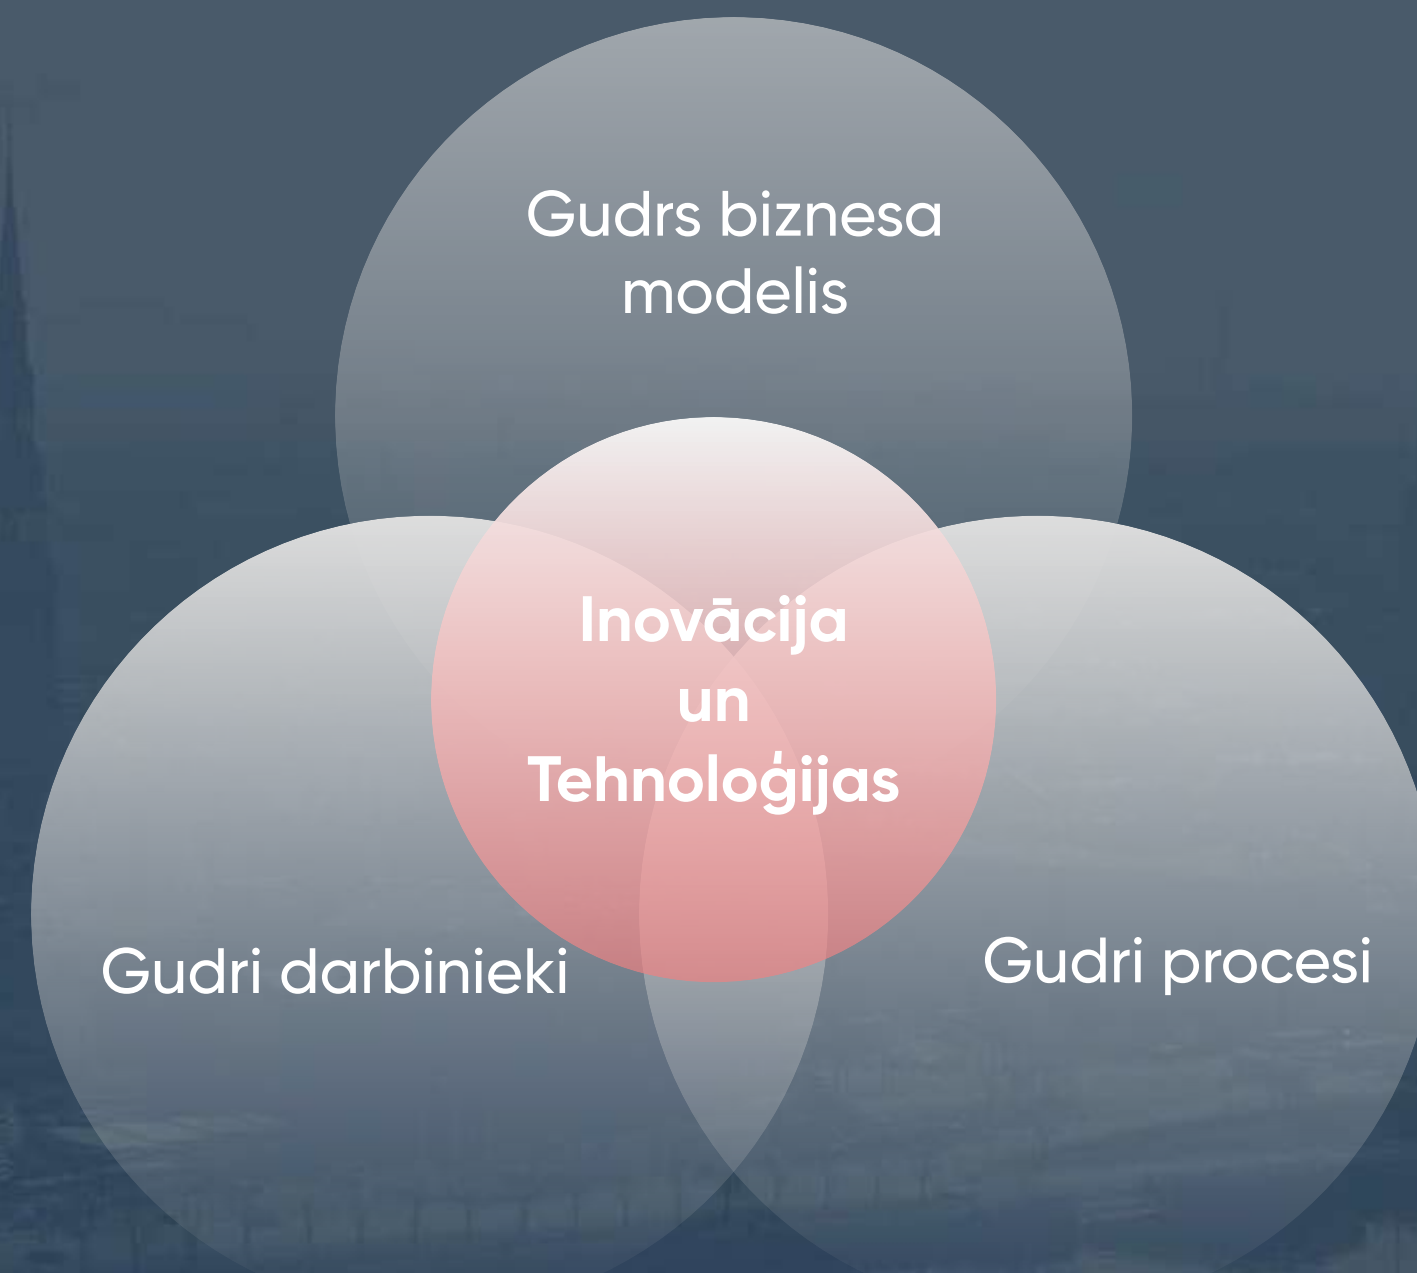 Gudrs biznesa
modelis
Inovācija
un
Tehnoloģijas
Gudri darbinieki
Gudri procesi